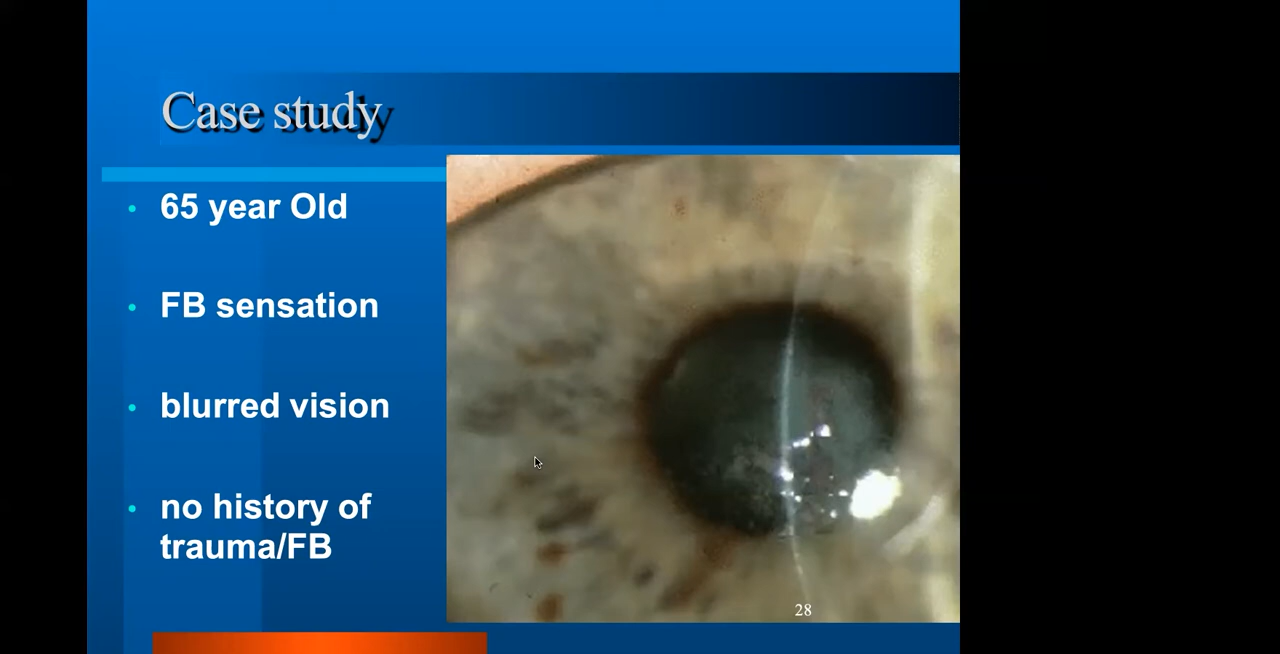 Case study
65 year Old
FB sensation
blurred vision
no history of
trauma/FB
28